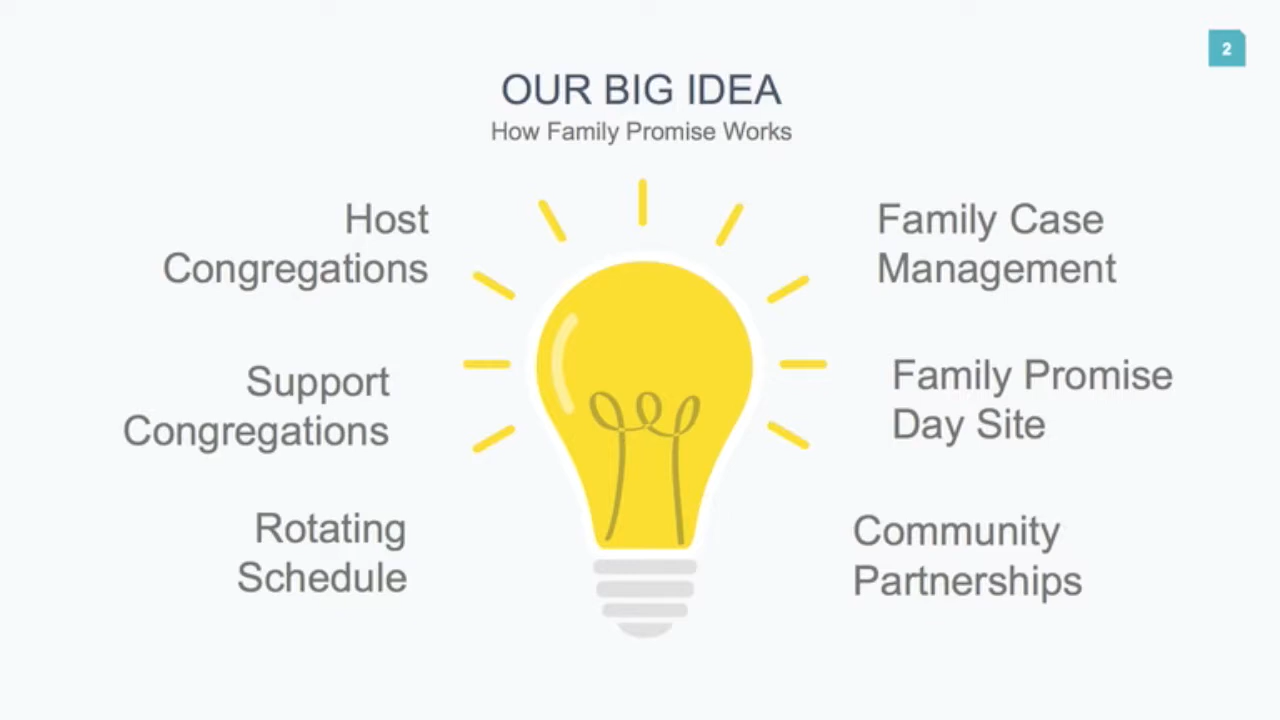 2
OUR BIG IDEA
How Family Promise Works
Host
Congregations
Support
Congregations
Rotating
Schedule
Family Case
Management
Family Promise
Day Site
Community
Partnerships